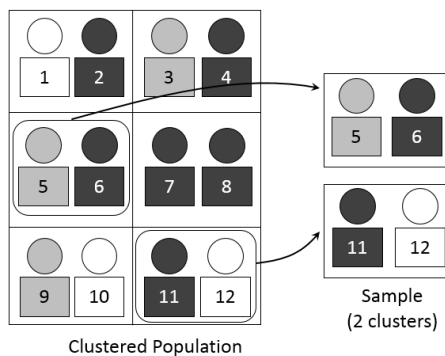 1 2 3 4
5 6 7 8
9 10 11 12
5 6
11 12
Sample
(2 clusters)
Clustered Population